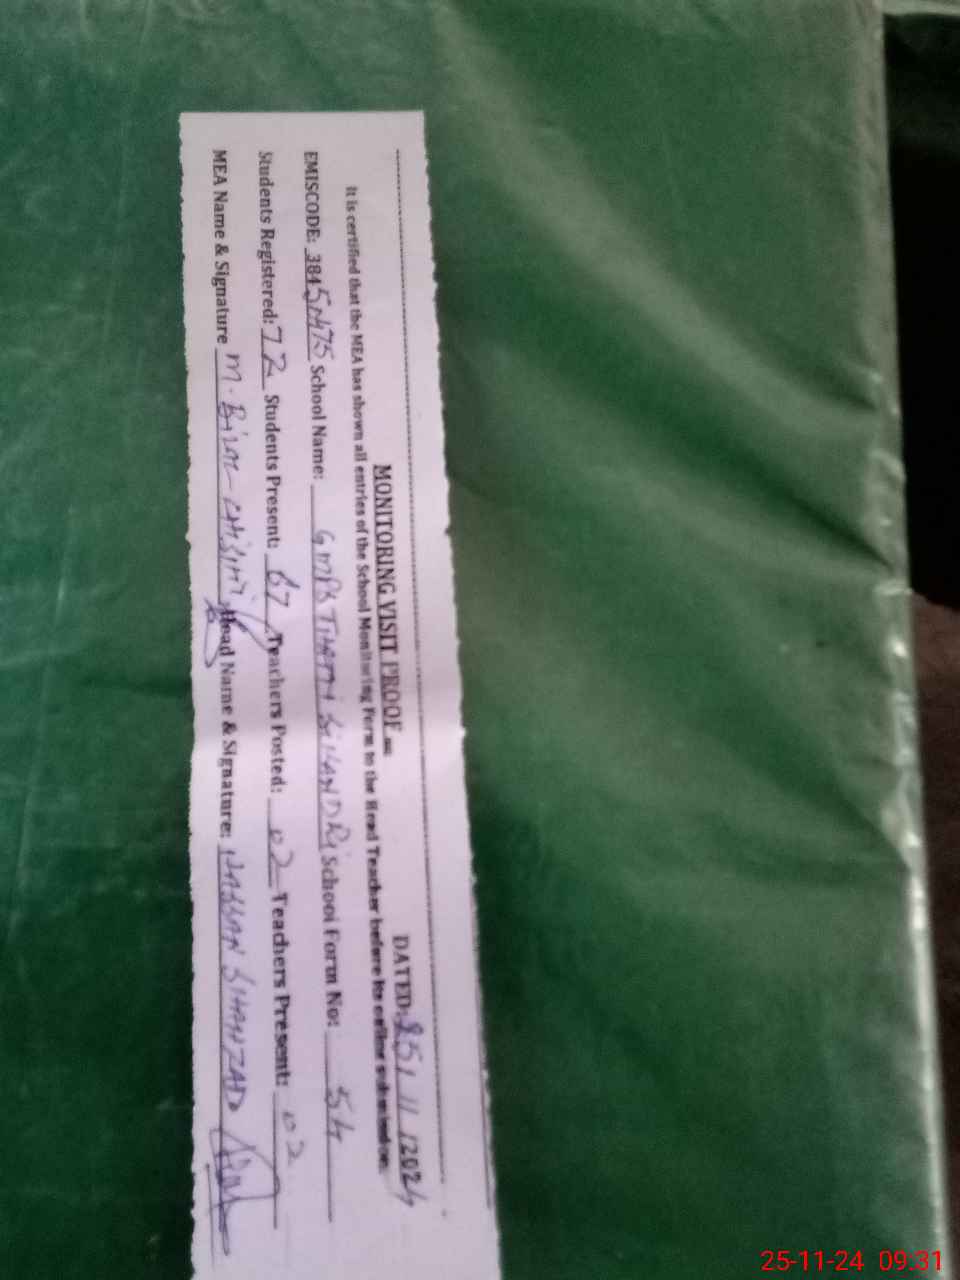 MONITORING VISIT PROOF DATED: 25/11/2024
It is certified that the MEA has shown all entries of the School Monitoring Form to the Head Teacher before its online submission.
EMISCODE: 384 School Name: GMPS SIKANDRI School Form No: 54
Students Registered: 72 Students Present: 67 Teachers Posted: 02 Teachers Present: 02
MEA Name & Signature M. BILAL CHISHTI Head Name & Signature: HASSAN SHAHZAD
25-11-24 09:31